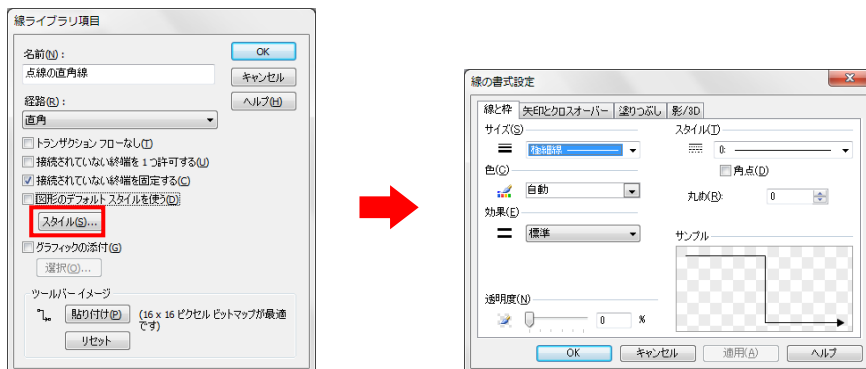 線ライブラリ項目
名前(N):
点線の直角線
経路(R):
直角
トランザクション フローなし(T)
接続されていない終端を 1 つ許可する(U)
接続されていない終端を固定する(C)
図形のデフォルト スタイルを使う(D)
スタイル(S)...
グラフィックの添付(G)
選択(O)...
ツールバー イメージ
貼り付け(P)
(16 x 16 ピクセル ビットマップが最適
です)
リセット
OK
キャンセル
ヘルプ(H)
線の書式設定
線と枠 矢印とクロスオーバー 塗りつぶし 影/3D
サイズ(S)
極細線
色(C)
自動
効果(E)
標準
透明度(N)
0 %
スタイル(T)
0:
角点(D)
丸め(R): 0
サンプル
OK キャンセル 適用(A) ヘルプ